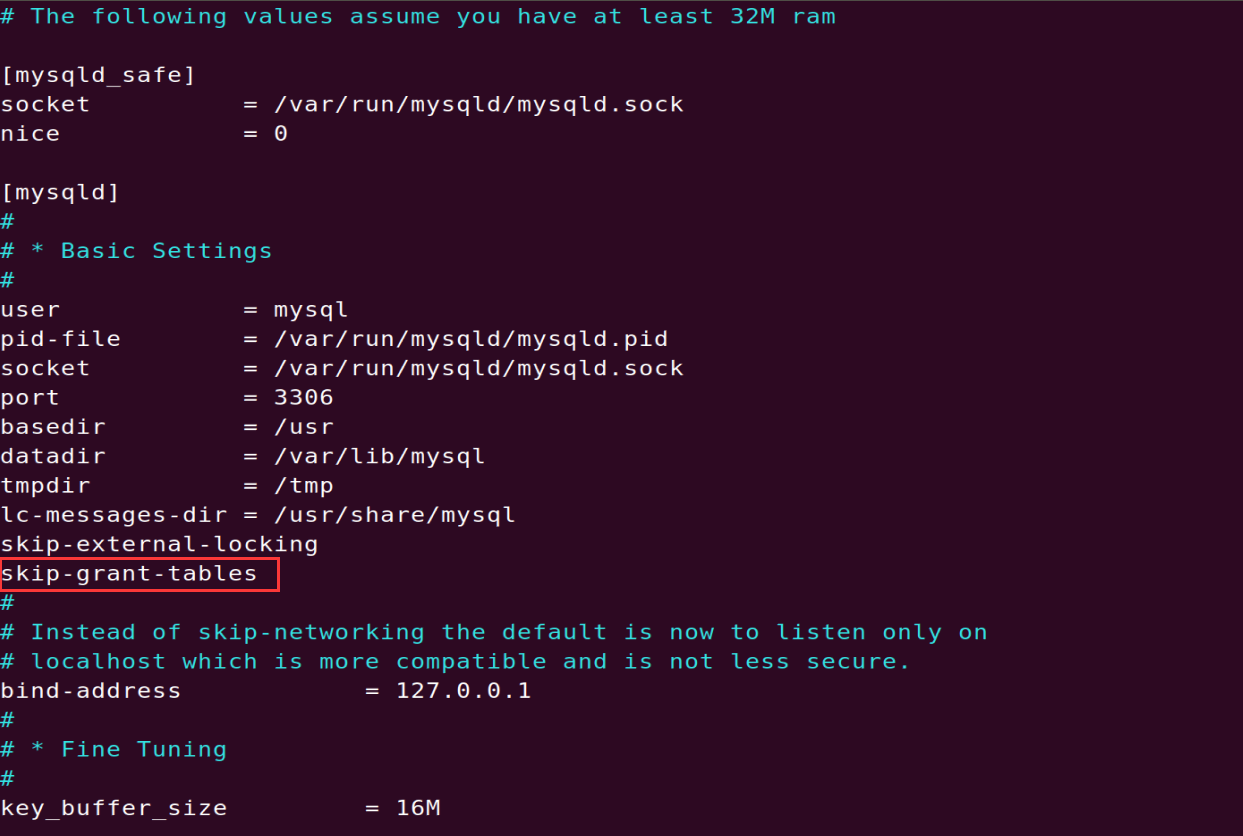 # The following values assume you have at least 32M ram
[mysqld_safe]
socket          = /var/run/mysqld/mysqld.sock
nice            = 0
[mysqld]
#
# * Basic Settings
#
user            = mysql
pid-file        = /var/run/mysqld/mysqld.pid
socket          = /var/run/mysqld/mysqld.sock
port            = 3306
basedir         = /usr
datadir         = /var/lib/mysql
tmpdir          = /tmp
lc-messages-dir = /usr/share/mysql
skip-external-locking
skip-grant-tables
#
# Instead of skip-networking the default is now to listen only on
# localhost which is more compatible and is not less secure.
bind-address            = 127.0.0.1
#
# * Fine Tuning
#
key_buffer_size         = 16M